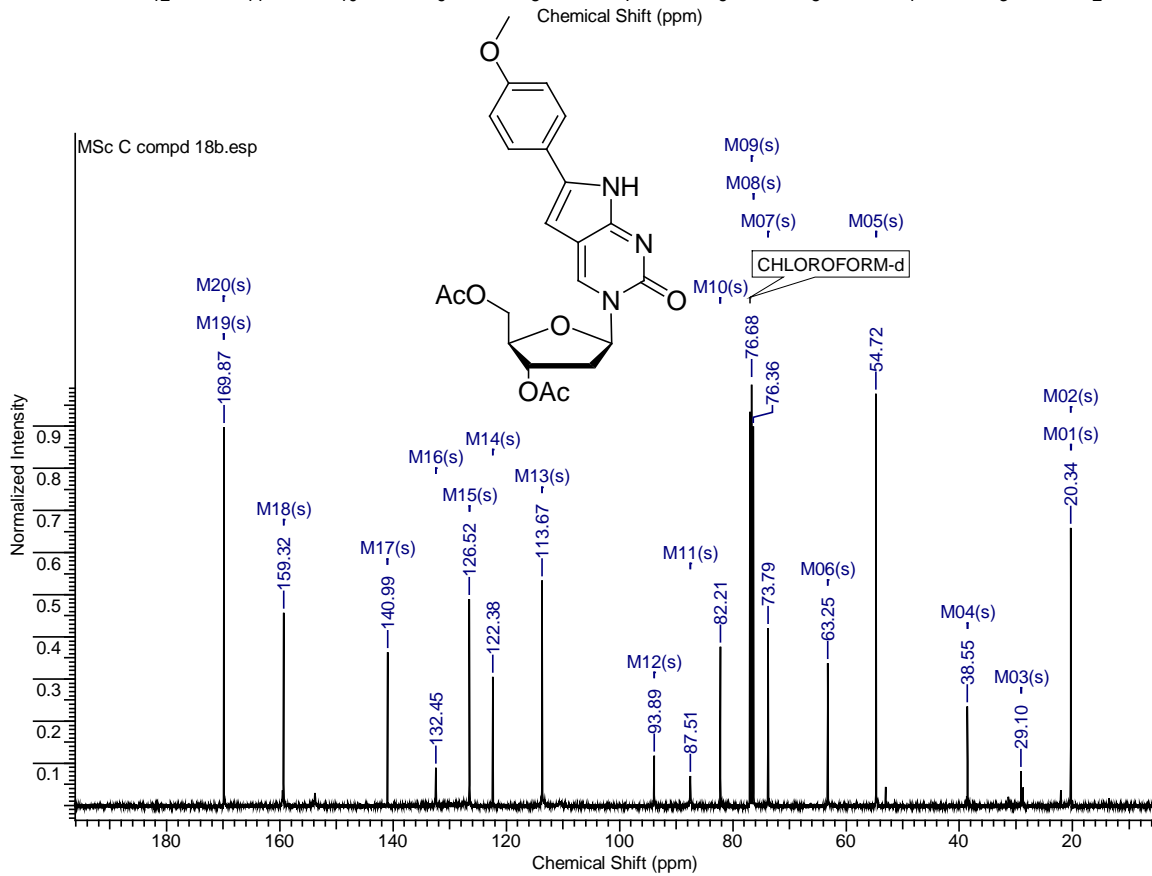 Chemical Shift (ppm)
MSc C compd 18b.esp
O
NH
N
N
O
AcO
O
OAc
CHLOROFORM-d
M20(s)
M19(s)
169.87
M18(s)
159.32
M17(s)
140.99
M16(s)
132.45
M15(s)
126.52
M14(s)
122.38
M13(s)
113.67
M12(s)
93.89
M11(s)
87.51
M10(s)
82.21
M09(s)
M08(s)
M07(s)
76.68
76.36
73.79
M06(s)
63.25
M05(s)
54.72
M04(s)
38.55
M03(s)
29.10
M02(s)
M01(s)
20.34
Normalized Intensity
0.9
0.8
0.7
0.6
0.5
0.4
0.3
0.2
0.1
180 160 140 120 100 80 60 40 20
Chemical Shift (ppm)